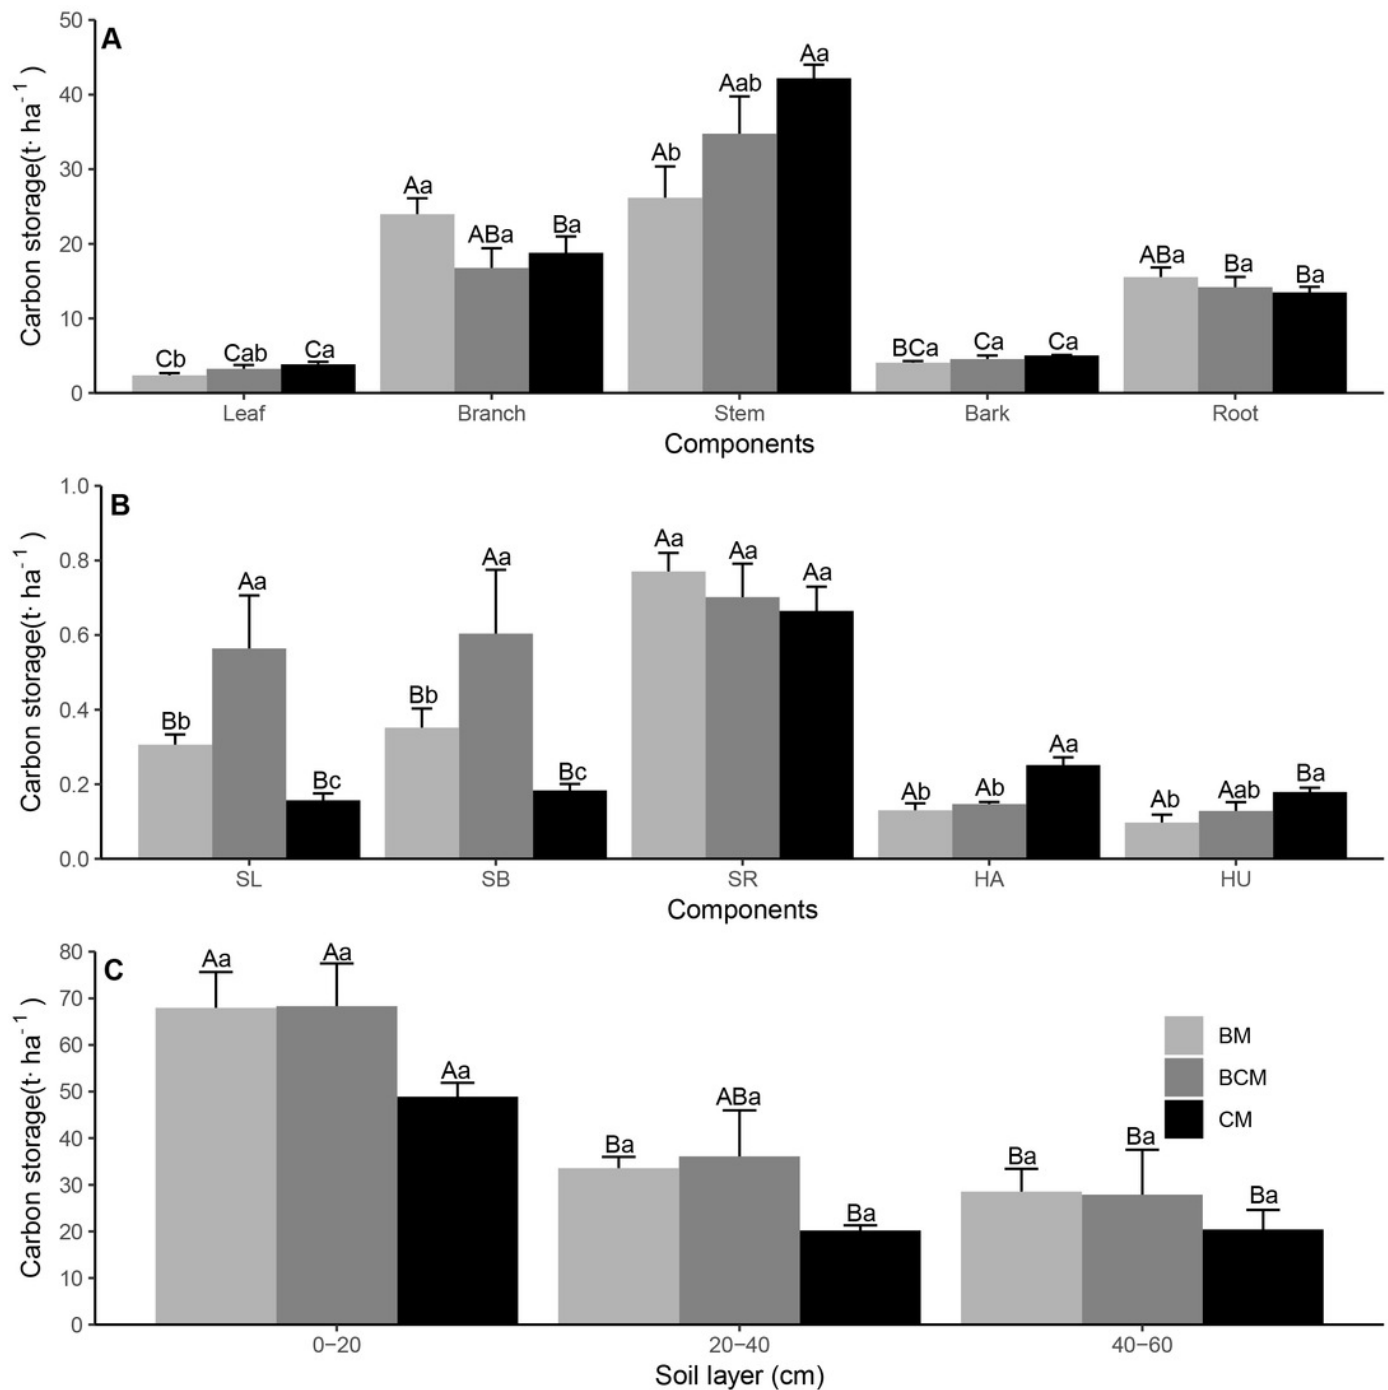 A
Carbon storage(t· ha⁻¹ )
50
40
30
20
10
0
Cb Cab Ca Aa ABa Ba Ab Aab Aa BCa Ca Ca ABa Ba Ba
Leaf Branch Stem Bark Root
Components
B
Carbon storage(t· ha⁻¹ )
1.0
0.8
0.6
0.4
0.2
0.0
Bb Aa Bc Bb Aa Bc Aa Aa Aa Ab Ab Aa Ab Aab Ba
SL SB SR HA HU
Components
C
Carbon storage(t· ha⁻¹ )
80
70
60
50
40
30
20
10
0
Aa Aa Aa Ba ABa Ba Ba Ba Ba
BM
BCM
CM
0−20 20−40 40−60
Soil layer (cm)